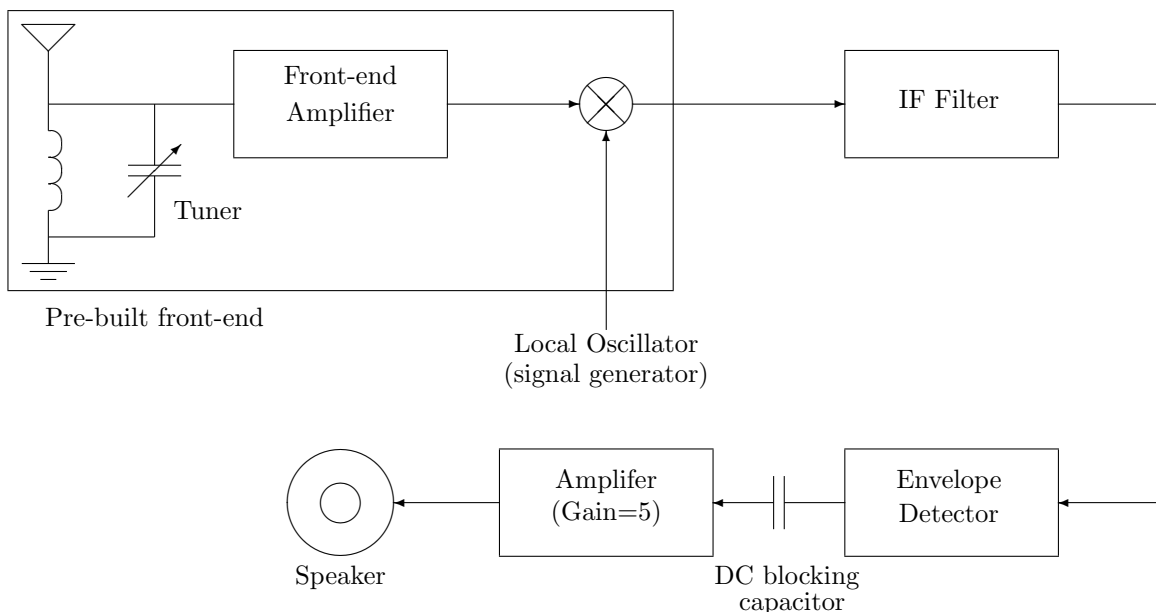 Front-end
Amplifier
IF Filter
Tuner
Pre-built front-end
Local Oscillator
(signal generator)
Amplifer
(Gain=5)
Envelope
Detector
Speaker
DC blocking
capacitor